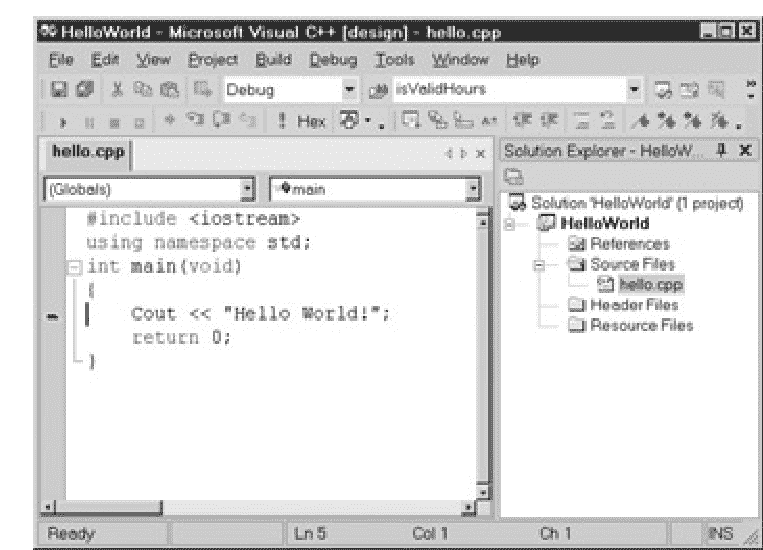 HelloWorld - Microsoft Visual C++ [design] - hello.cpp
File Edit View Project Build Debug Tools Window Help
Debug isValidHours
Hex
hello.cpp
(Globals) main
#include <iostream>
using namespace std;
int main(void)
{
Cout << "Hello World!";
return 0;
}
Solution Explorer - HelloW...
Solution 'HelloWorld' (1 project)
HelloWorld
References
Source Files
hello.cpp
Header Files
Resource Files
Ready Ln 5 Col 1 Ch 1 INS